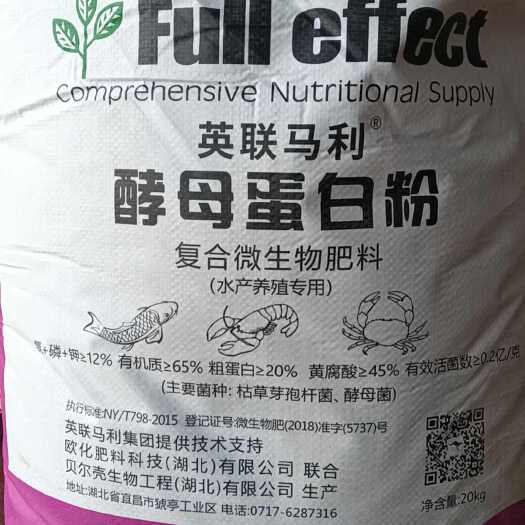 Full effect
Comprehensive Nutritional Supply
英联马利®
酵母蛋白粉
复合微生物肥料
(水产养殖专用)
氮+磷+钾≥12% 有机质≥65% 粗蛋白≥20% 黄腐酸≥45% 有效活菌数≥0.2亿/克
(主要菌种: 枯草芽孢杆菌、酵母菌)
执行标准:NY/T798-2015 登记证号:微生物肥(2018)准字(5737)号
英联马利集团提供技术支持
欧化肥料科技(湖北)有限公司 联合
贝尔壳生物工程(湖北)有限公司 生产
地址:湖北省宜昌市猇亭工业区 电话:0717-6287316
净含量:20kg